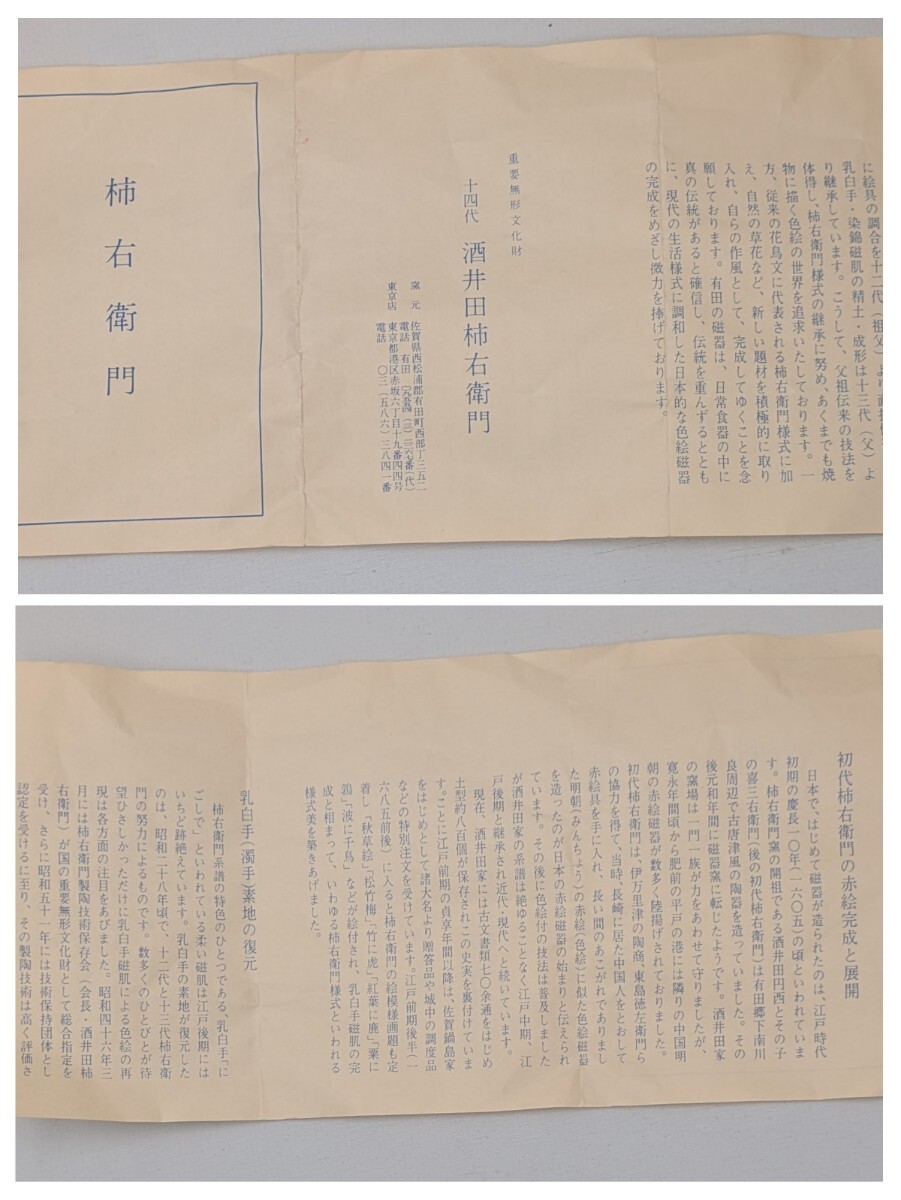 に絵具の調合を十二代（祖父）より
乳白手・染錦磁肌の精土・成形は十三代（父）よ
り継承しています。こうして、父祖伝来の技法を
体得し、柿右衛門様式の継承に努め、あくまでも焼
物に描く色絵の世界を追求いたしております。一
方、従来の花鳥文に代表される柿右衛門様式に加
え、自然の草花など、新しい題材を積極的に取り
入れ、自らの作風として、完成してゆくことを念
願しております。有田の磁器は、日常食器の中に
真の伝統があると確信し、伝統を重んずるととも
に、現代の生活様式に調和した日本的な色絵磁器
の完成をめざし微力を捧げております。
重要無形文化財
十四代 酒井田柿右衛門
窯元 佐賀県西松浦郡有田町西部丁三五二
電話 有田 (三)二二六七番(代)
東京店 東京都港区赤坂六丁目十九番四四号
電話 〇三(五八六)三八四一番
柿右衛門
初代柿右衛門の赤絵完成と展開
日本で、はじめて磁器が造られたのは、江戸時代
初期の慶長一〇年(一六〇五)の頃といわれていま
す。柿右衛門窯の開祖である酒井田円西とその子
の喜三右衛門(後の初代柿右衛門)は有田郷下南川
良周辺で古唐津風の陶器を造っていました。その
後元和年間に磁器窯に転じたようです。酒井田家
の窯場は一門一族が力をあわせて守りましたが、
寛永年間頃から肥前の平戸の港には隣りの中国明
朝の赤絵磁器が数多く陸揚げされておりました。
初代柿右衛門は、伊万里津の陶商、東島徳左衛門ら
の協力を得て、当時、長崎に居た中国人をとおして
赤絵具を手に入れ、長い間のあこがれでありまし
た明朝(みんちょう)の赤絵(色絵)に似た色絵磁器
を造ったのが日本の赤絵磁器の始まりと伝えられ
ています。その後に色絵付の技法は普及しました
が酒井田家の系譜は絶ゆることなく江戸中期、江
戸後期と継承され近代・現代へと続いています。
現在、酒井田家には古文書類七〇余通をはじめ
土型約八百個が保存されこの史実を裏付けていま
す。ことに江戸前期の貞享年間以降は、佐賀鍋島家
をはじめとして諸大名より贈答品や城中の調度品
などの特別注文を受けています。江戸前期後半(一
六八五前後)に入ると柿右衛門の絵模様画題も定
着し「秋草絵」「松竹梅」「竹に虎」「紅葉に鹿」「粟に
鶉」「波に千鳥」などが絵付され、乳白手磁肌の完
成と相まって、いわゆる柿右衛門様式といわれる
様式美を築きあげました。
乳白手(濁手)素地の復元
柿右衛門系譜の特色のひとつである、乳白手「に
ごしで」といわれている柔い磁肌は江戸後期には
いちど跡絶えています。乳白手の素地が復元した
のは、昭和二十八年頃で、十二代と十三代柿右衛
門の努力によるものです。数多くのひとびとが待
望ひさしかっただけに乳白手磁肌による色絵の再
現は各方面の注目をあびました。昭和四十六年三
月には柿右衛門製陶技術保存会(会長・酒井田柿
右衛門)が国の重要無形文化財として総合指定を
受け、さらに昭和五十一年には技術保持団体とし
認定を受けるに至り、その製陶技術は高く評価さ